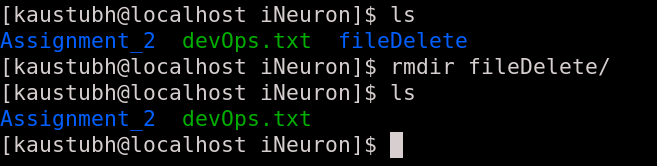 [kaustubh@localhost iNeuron]$ ls
Assignment_2  devOps.txt  fileDelete
[kaustubh@localhost iNeuron]$ rmdir fileDelete/
[kaustubh@localhost iNeuron]$ ls
Assignment_2  devOps.txt
[kaustubh@localhost iNeuron]$